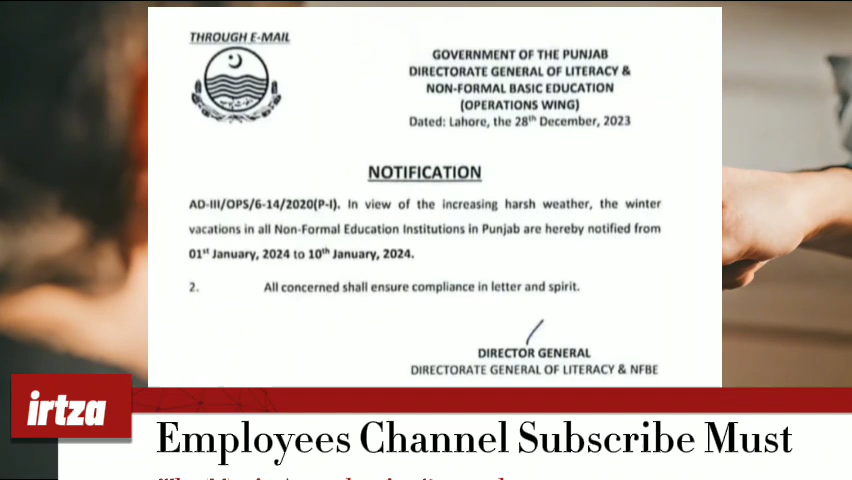 THROUGH E-MAIL
GOVERNMENT OF THE PUNJAB
DIRECTORATE GENERAL OF LITERACY &
NON-FORMAL BASIC EDUCATION
(OPERATIONS WING)
Dated: Lahore, the 28th December, 2023
NOTIFICATION
AD-III/OPS/6-14/2020(P-I). In view of the increasing harsh weather, the winter
vacations in all Non-Formal Education Institutions in Punjab are hereby notified from
01st January, 2024 to 10th January, 2024.
2. All concerned shall ensure compliance in letter and spirit.
DIRECTOR GENERAL
DIRECTORATE GENERAL OF LITERACY & NFBE
irtza
Employees Channel Subscribe Must